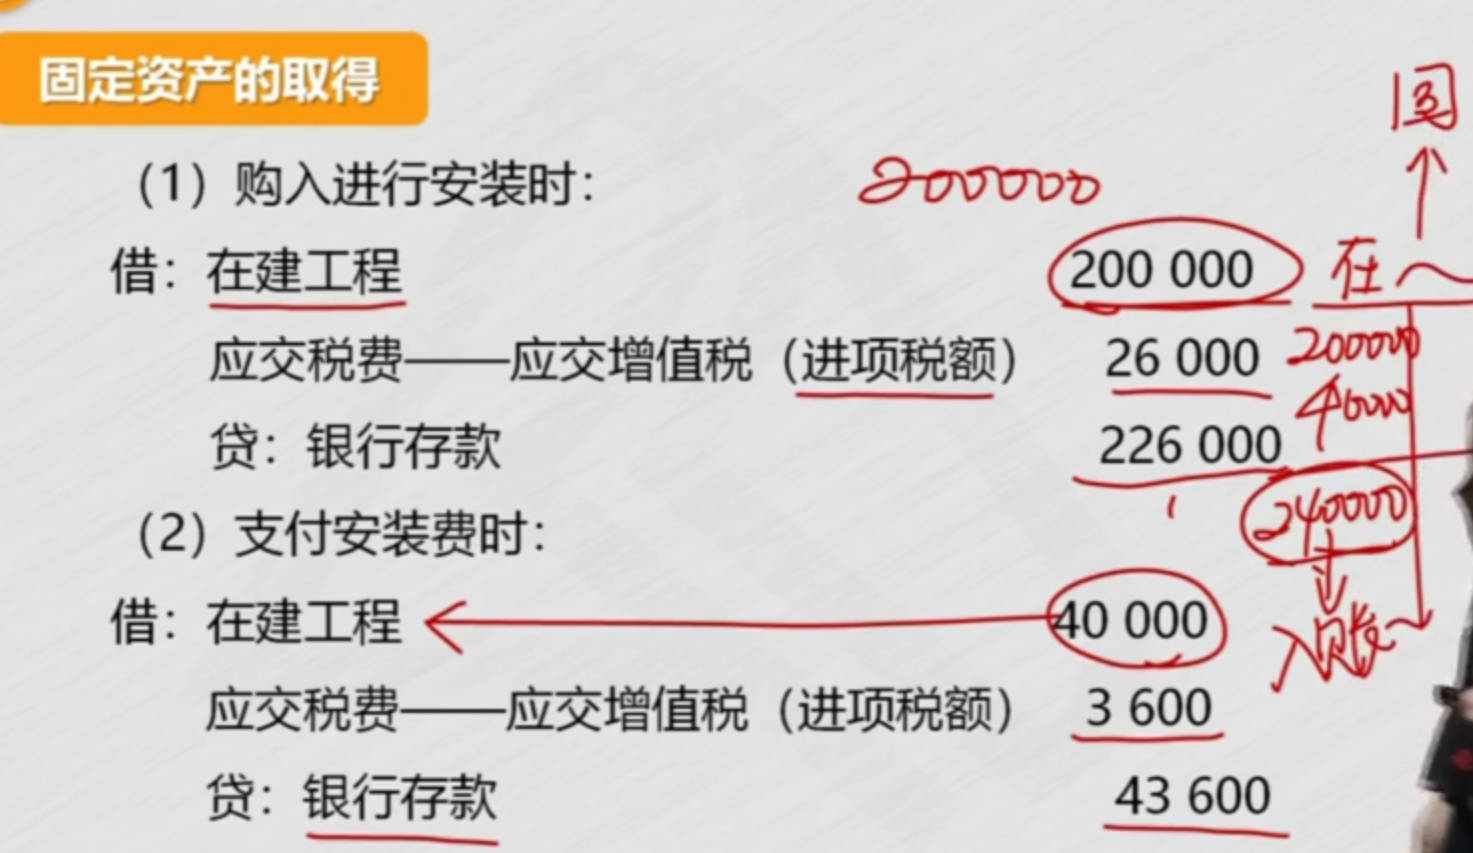 固定资产的取得
（1）购入进行安装时：
200000
固
借：在建工程 200 000
在
应交税费——应交增值税（进项税额） 26 000
200000
40000
贷：银行存款 226 000
240000
（2）支付安装费时：
借：在建工程 40 000
入账
应交税费——应交增值税（进项税额） 3 600
贷：银行存款 43 600